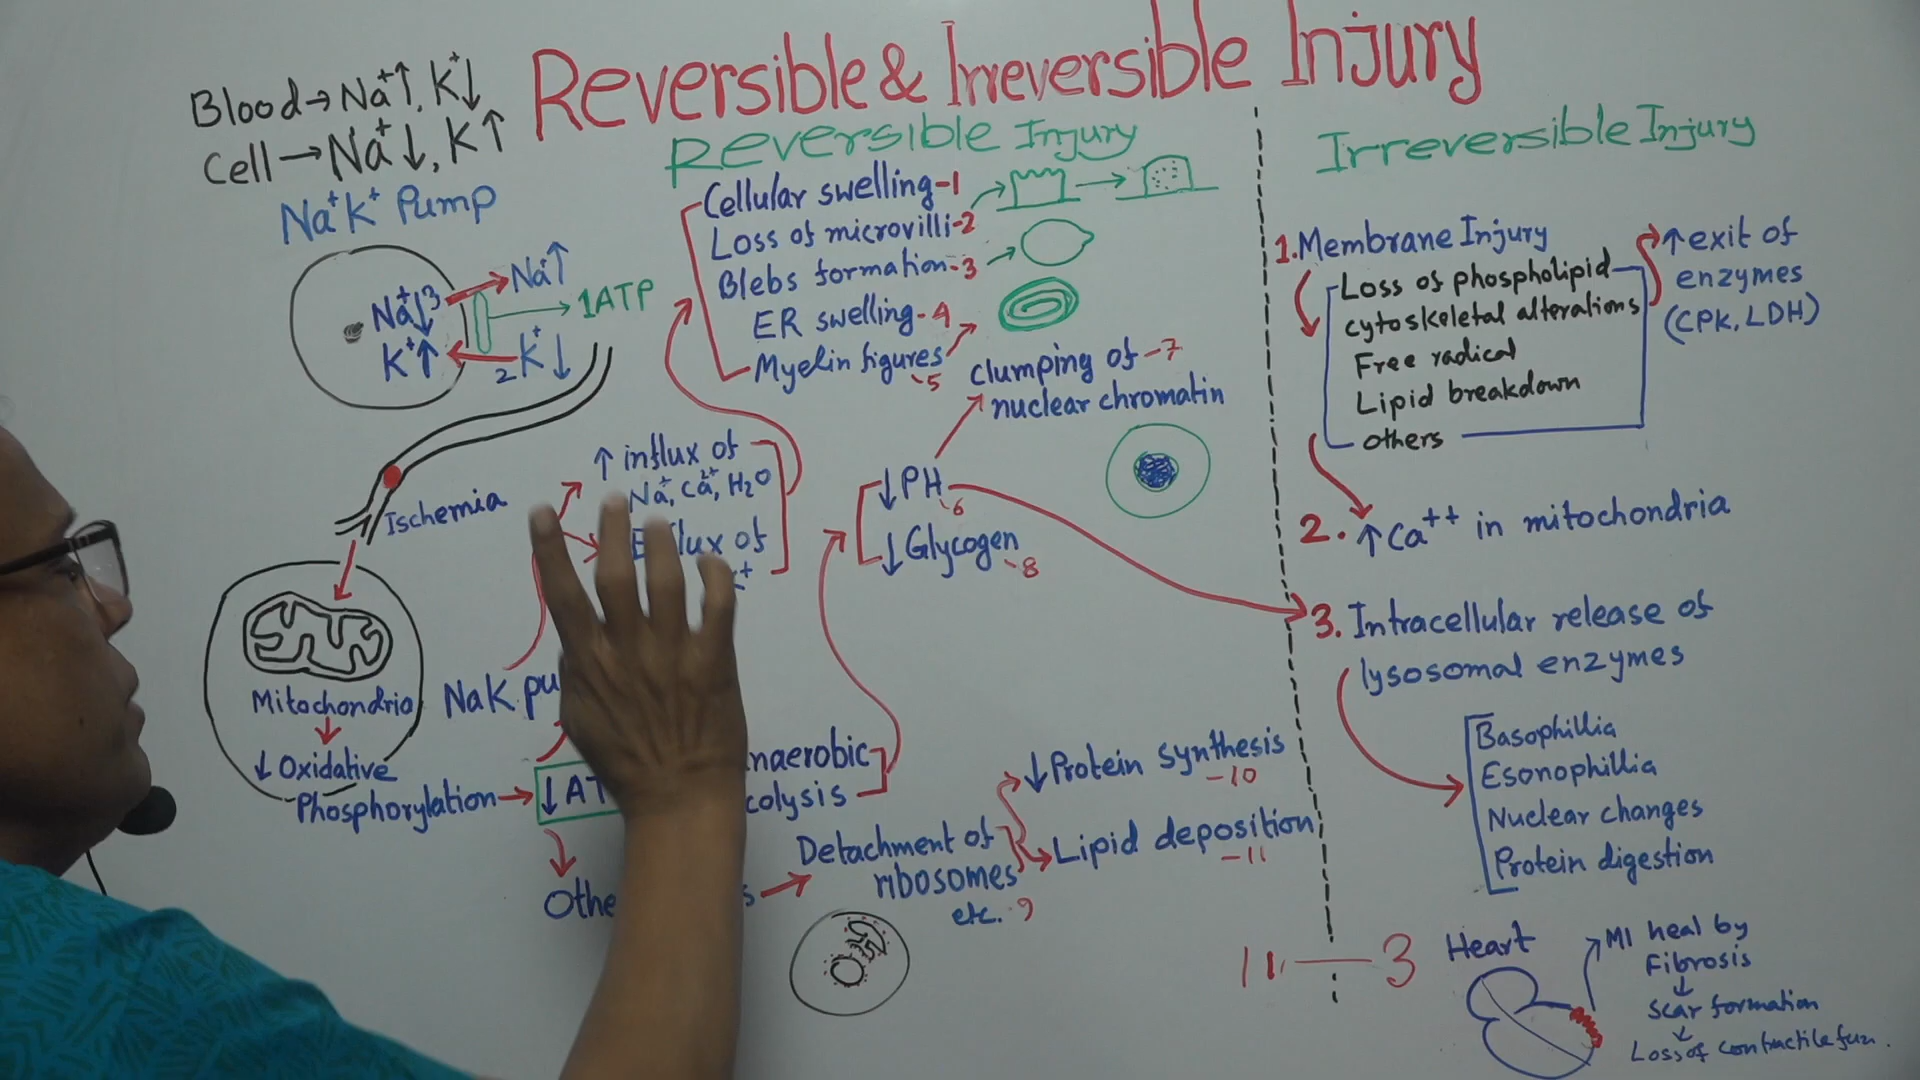 Reversible & Irreversible Injury
Blood→Na⁺↑, K⁺↓
Cell→Na⁺↓, K↑
Na⁺K⁺ Pump
Na⁺↓3
Na↑
1ATP
K⁺↑
2 K⁺↓
Ischemia
Mitochondria
↓ Oxidative
Phosphorylation→
↓AT
NaK pu
↑ influx of
Na⁺, Ca²⁺, H₂O
flux of
naerobic
colysis
Othe
Reversible Injury
Cellular swelling-1
Loss of microvilli-2
Blebs formation-3
ER swelling-4
Myelin figures
-5
clumping of -7
nuclear chromatin
↓PH
-6
↓Glycogen
-8
Detachment of
ribosomes
etc. 9
↓Protein synthesis
-10
Lipid deposition
-11
Irreversible Injury
1.Membrane Injury
Loss of phospholipid
cytoskeletal alterations
Free radical
Lipid breakdown
others
↑exit of
enzymes
(CPK, LDH)
2. ↑Ca⁺⁺ in mitochondria
3. Intracellular release of
lysosomal enzymes
Basophillia
Esonophillia
Nuclear changes
Protein digestion
3
Heart
MI heal by
Fibrosis
↓
Scar formation
↓
Loss of contractile fun.